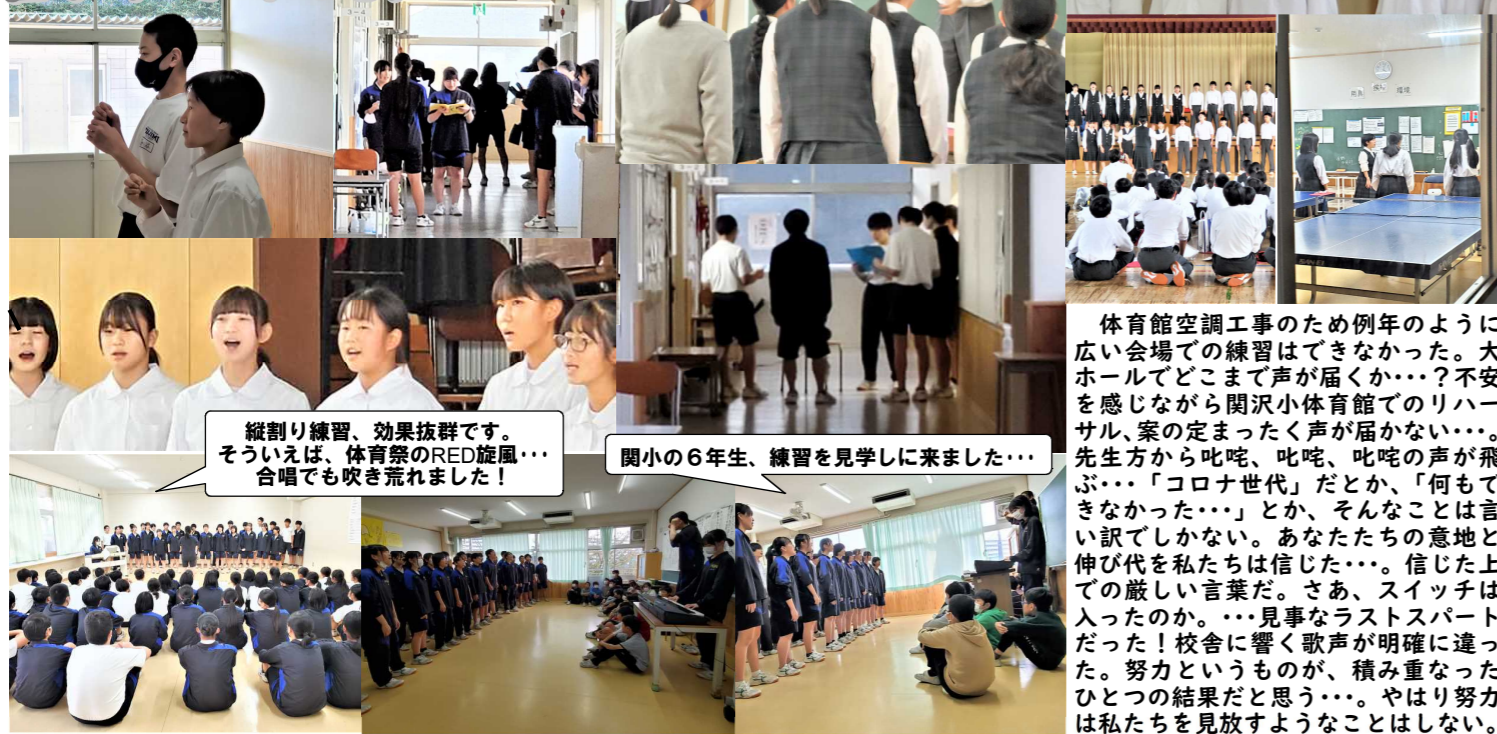 縦割り練習、効果抜群です。
そういえば、体育祭のRED旋風・・・
合唱でも吹き荒れました！
関小の６年生、練習を見学しに来ました・・・
体育館空調工事のため例年のように
広い会場での練習はできなかった。大
ホールでどこまで声が届くか・・・？不安
を感じながら関沢小体育館でのリハー
サル、案の定まったく声が届かない・・・。
先生方から叱咤、叱咤、叱咤の声が飛
ぶ・・・「コロナ世代」だとか、「何もで
きなかった・・・」とか、そんなことは言
い訳でしかない。あなたたちの意地と
伸び代を私たちは信じた・・・。信じた上
での厳しい言葉だ。さあ、スイッチは
入ったのか。・・・見事なラストスパート
だった！校舎に響く歌声が明確に違っ
た。努力というものが、積み重なった
ひとつの結果だと思う・・・。やはり努力
は私たちを見放すようなことはしない。